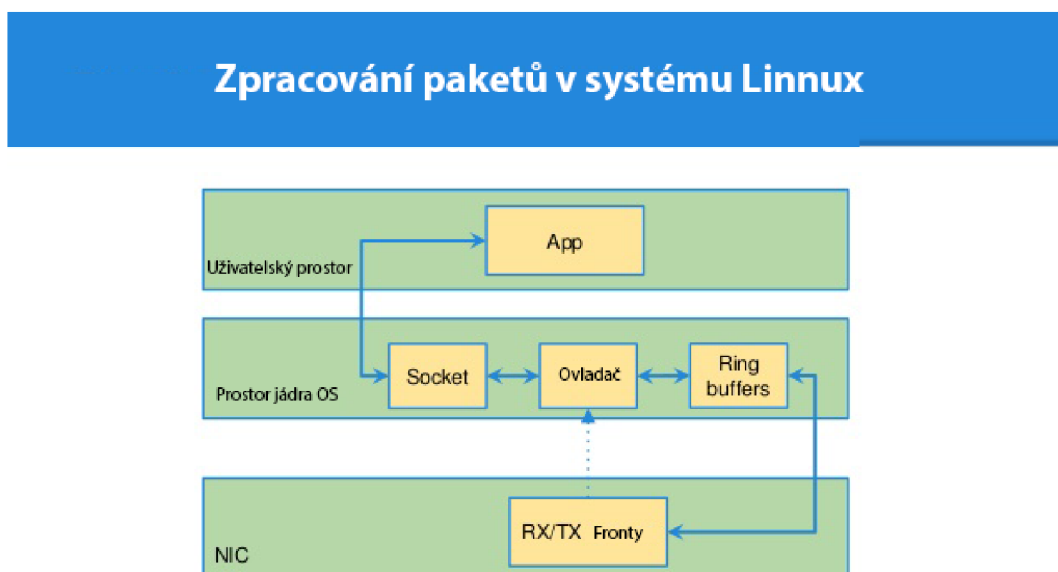 Zpracování paketů v systému Linnux
App
Uživatelský prostor
Socket
Ovladač
Ring
buffers
Prostor jádra OS
RX/TX Fronty
NIC